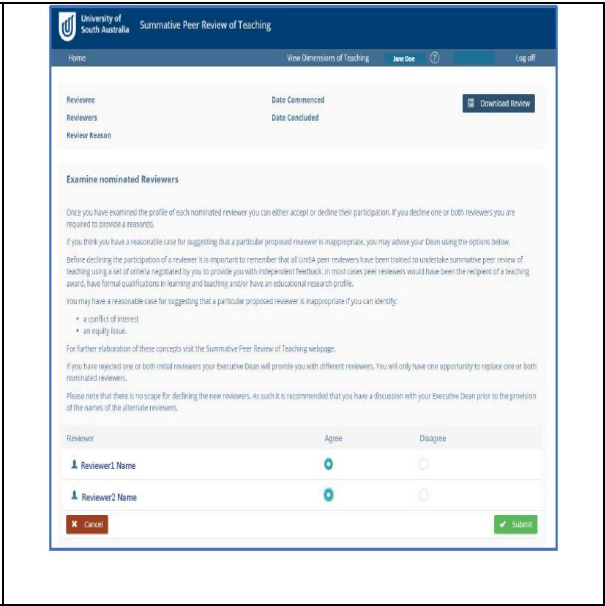 University of
South Australia
Summative Peer Review of Teaching
Home View Dimensions of Teaching Jane Doe ? Log off
Reviewee Date Commenced Download Review
Reviewers Date Concluded
Review Reason
Examine nominated Reviewers
Once you have examined the profile of each nominated reviewer you can either accept or decline their participation. If you decline one or both reviewers you are
required to provide a reason(s).
If you think you have a reasonable case for suggesting that a particular proposed reviewer is inappropriate, you may advise your Dean using the options below.
Before declining the participation of a reviewer it is important to remember that all UniSA peer reviewers have been trained to undertake summative peer review of
teaching using a set of criteria negotiated by you to provide you with independent feedback. In most cases peer reviewers would have been the recipient of a teaching
award, have formal qualifications in learning and teaching and/or have an educational research profile.
You may have a reasonable case for suggesting that a particular proposed reviewer is inappropriate if you can identify:
• a conflict of interest
• an equity issue.
For further elaboration of these concepts visit the Summative Peer Review of Teaching webpage.
If you have rejected one or both initial reviewers your Executive Dean will provide you with different reviewers. You will only have one opportunity to replace one or both
nominated reviewers.
Please note that there is no scope for declining the new reviewers. As such it is recommended that you have a discussion with your Executive Dean prior to the provision
of the names of the alternate reviewers.
Reviewer Agree Disagree
Reviewer1 Name
Reviewer2 Name
Cancel Submit